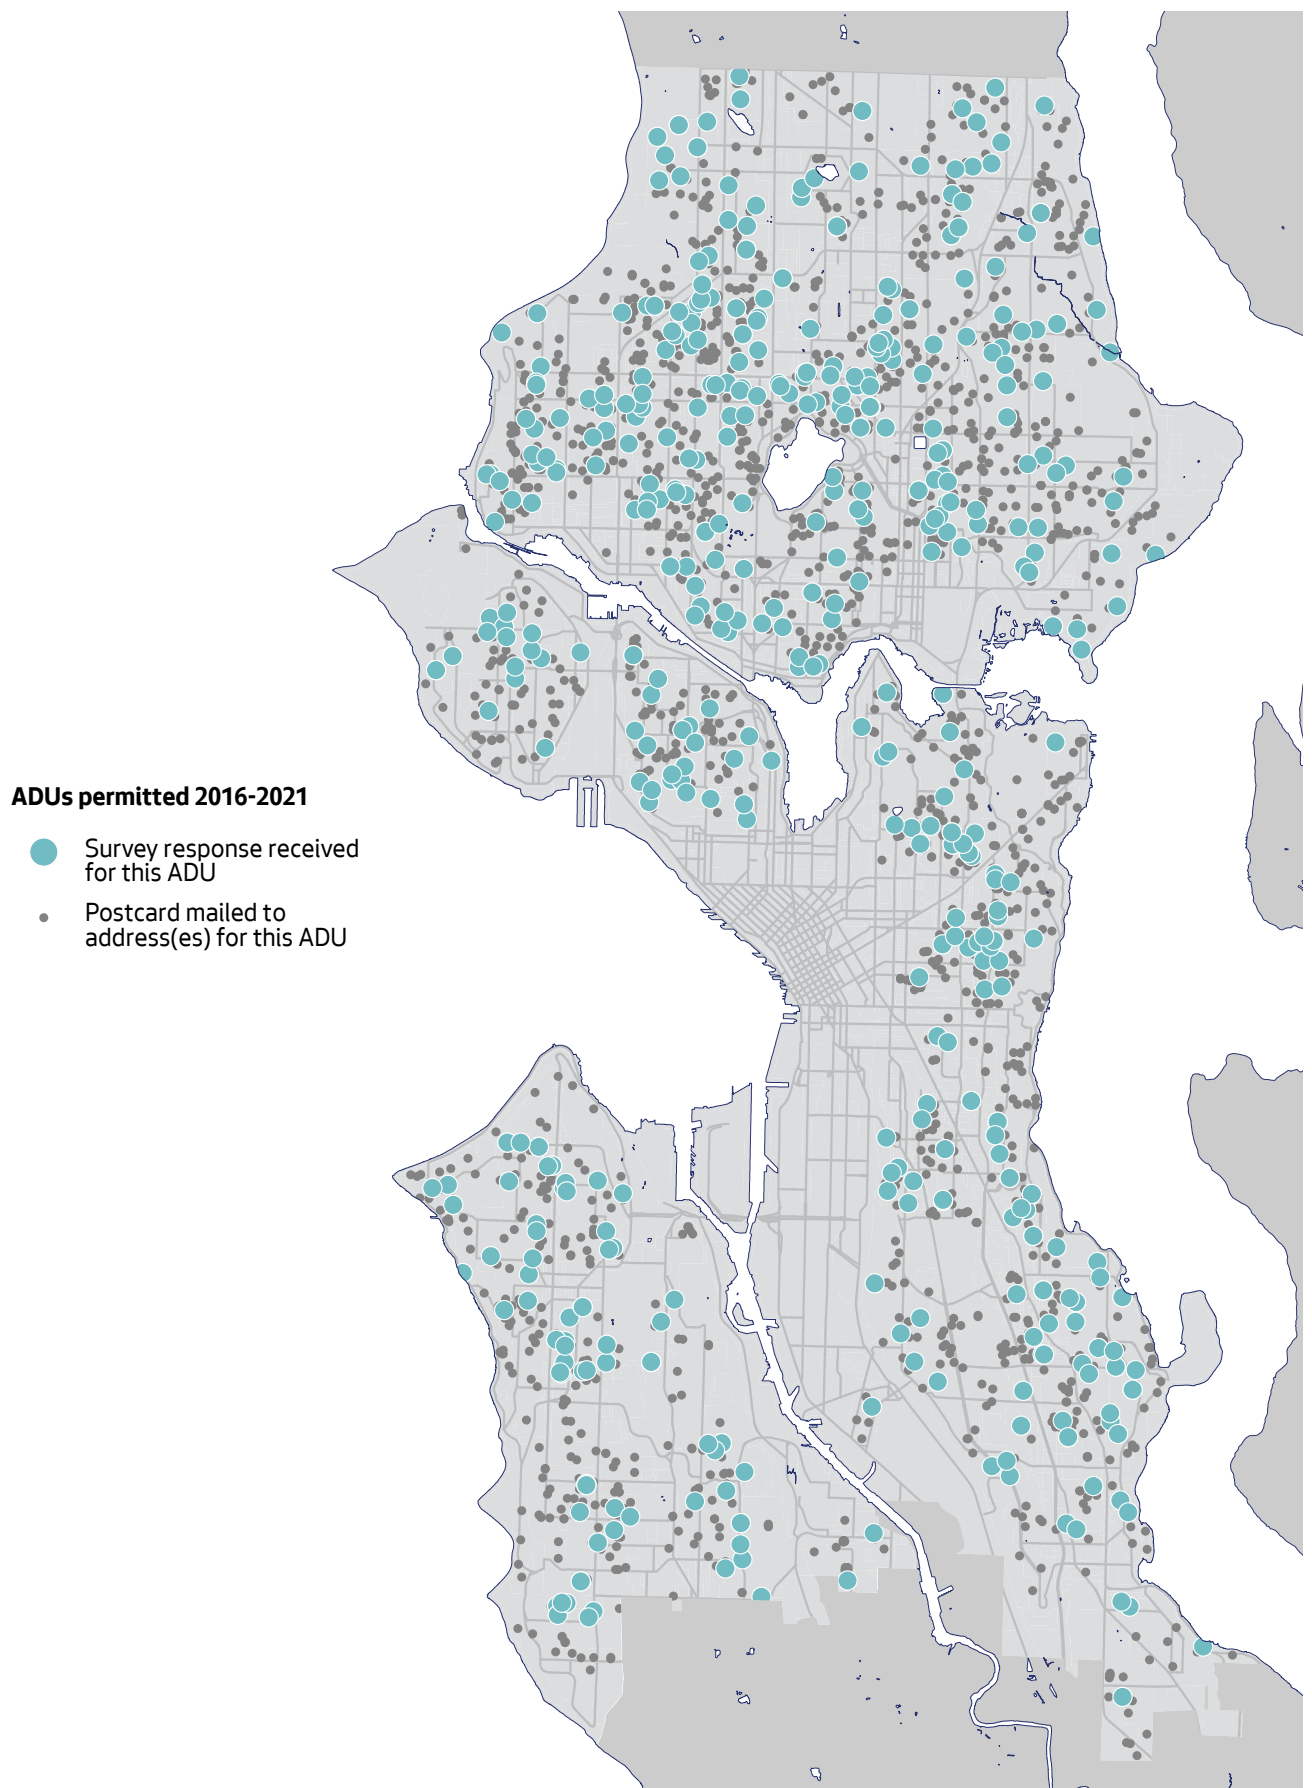 ADUs permitted 2016-2021
Survey response received
for this ADU
Postcard mailed to
address(es) for this ADU